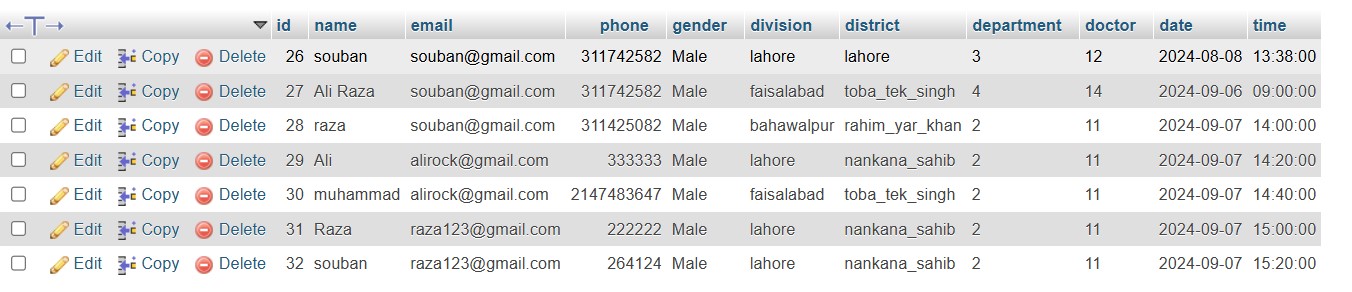 id name email phone gender division district department doctor date time
Edit Copy Delete 26 souban souban@gmail.com 311742582 Male lahore lahore 3 12 2024-08-08 13:38:00
Edit Copy Delete 27 Ali Raza souban@gmail.com 311742582 Male faisalabad toba_tek_singh 4 14 2024-09-06 09:00:00
Edit Copy Delete 28 raza souban@gmail.com 311425082 Male bahawalpur rahim_yar_khan 2 11 2024-09-07 14:00:00
Edit Copy Delete 29 Ali alirock@gmail.com 333333 Male lahore nankana_sahib 2 11 2024-09-07 14:20:00
Edit Copy Delete 30 muhammad alirock@gmail.com 2147483647 Male faisalabad toba_tek_singh 2 11 2024-09-07 14:40:00
Edit Copy Delete 31 Raza raza123@gmail.com 222222 Male lahore nankana_sahib 2 11 2024-09-07 15:00:00
Edit Copy Delete 32 souban raza123@gmail.com 264124 Male lahore nankana_sahib 2 11 2024-09-07 15:20:00